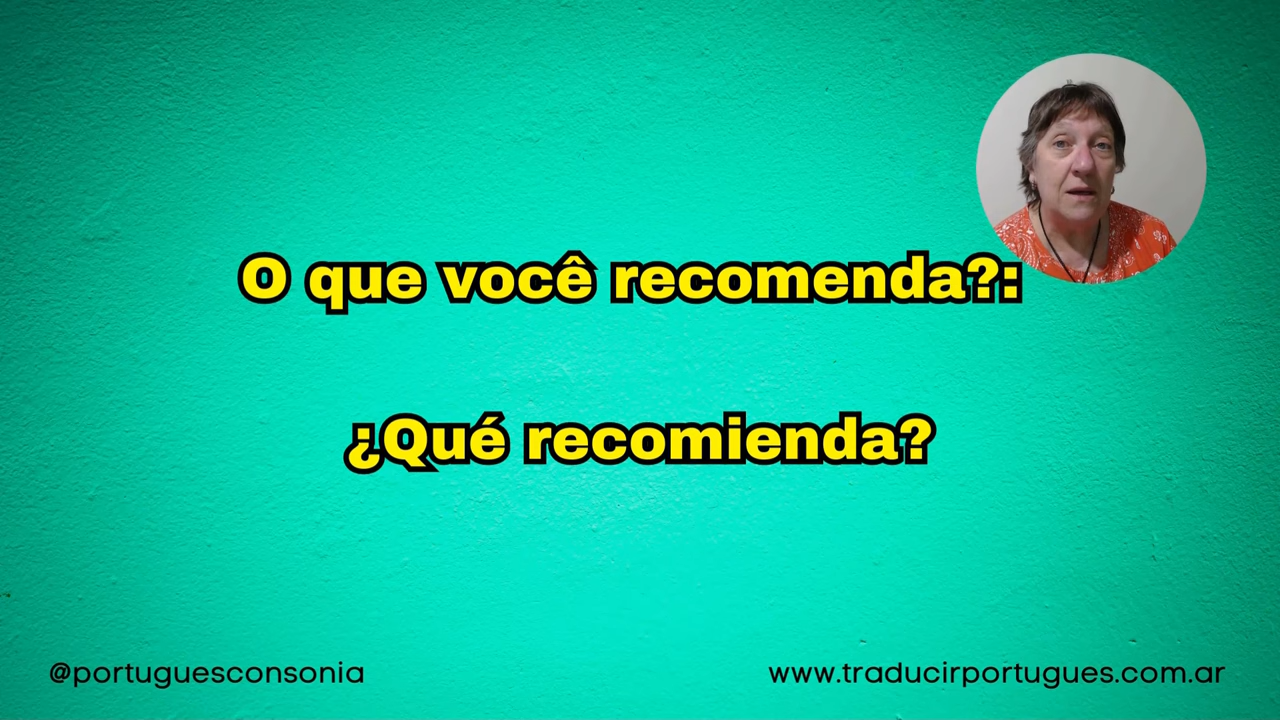 O que você recomenda?:
¿Qué recomienda?
@portuguesconsonia
www.traducirportugues.com.ar